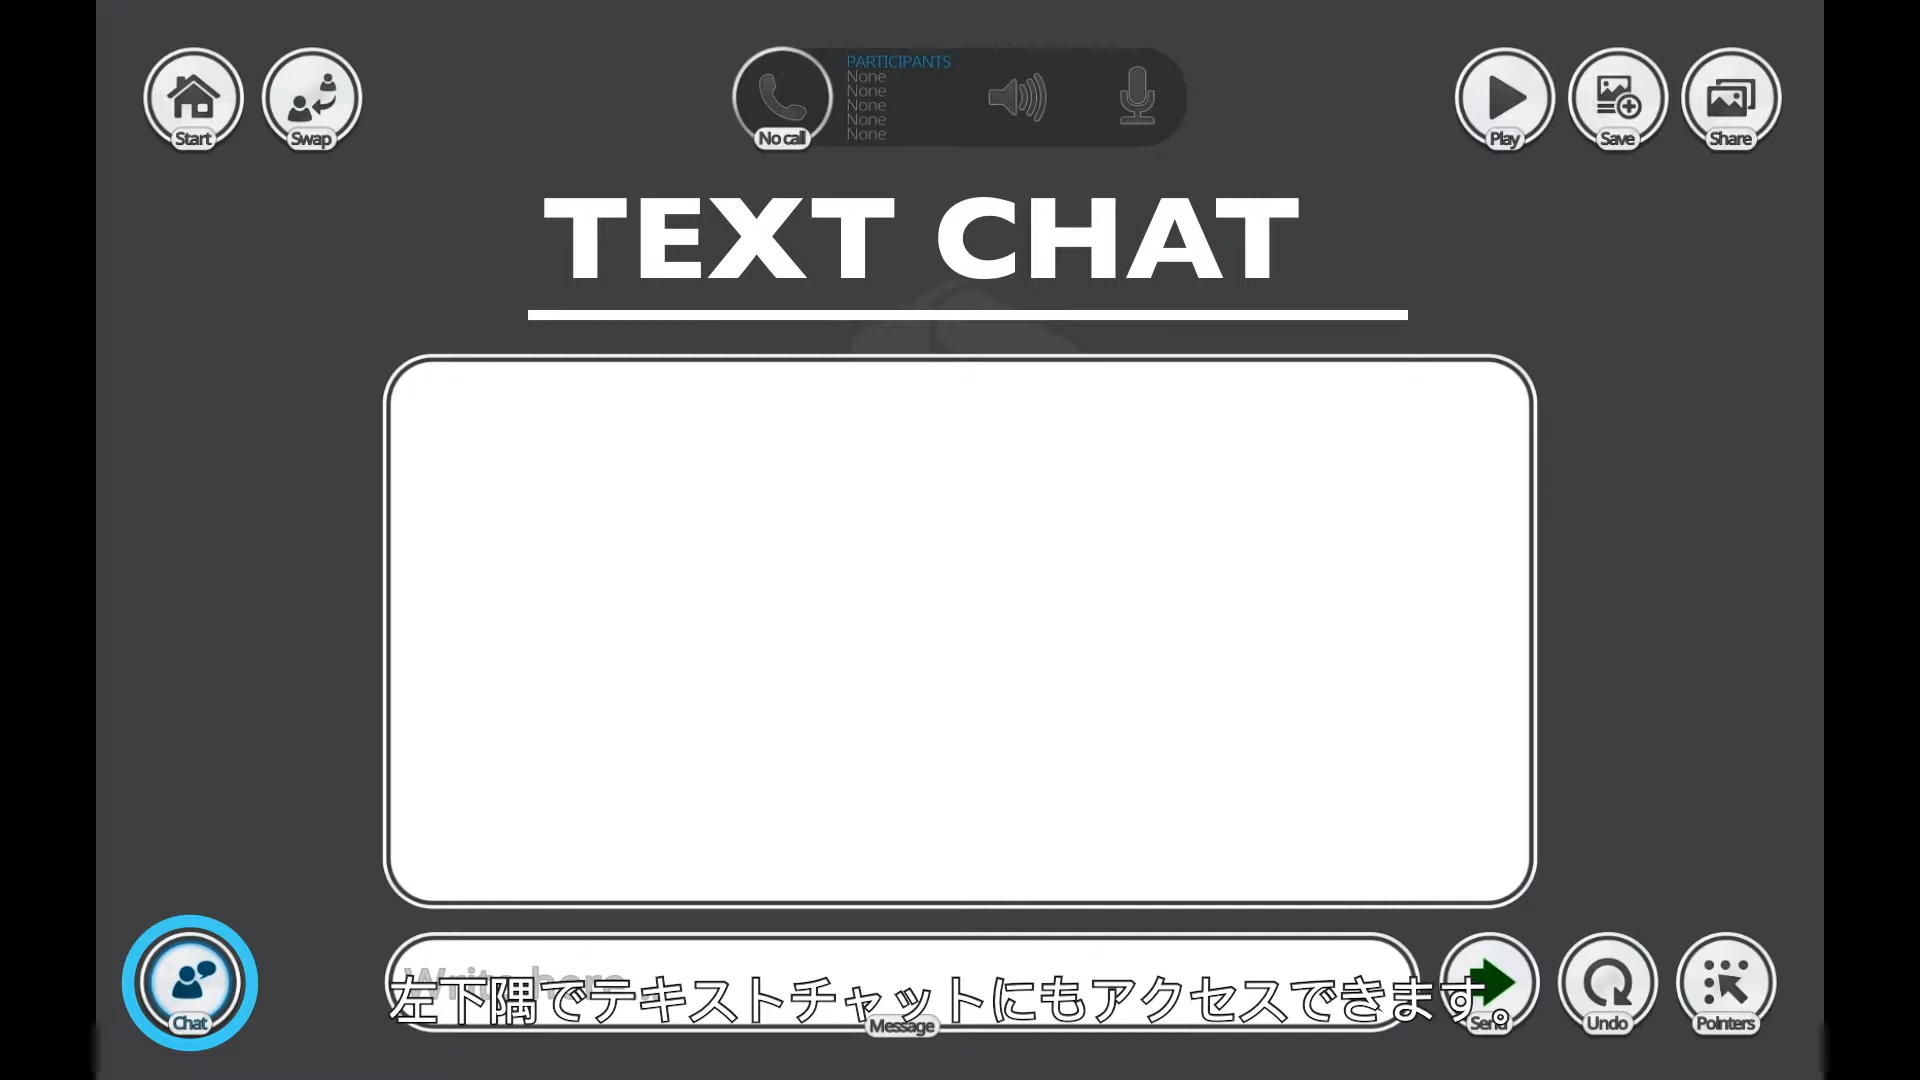 PARTICIPANTS
None
None
None
None
None
Start
Swap
No call
Play
Save
Share
TEXT CHAT
Write here...
左下隅でテキストチャットにもアクセスできます。
Chat
Message
Send
Undo
Pointers